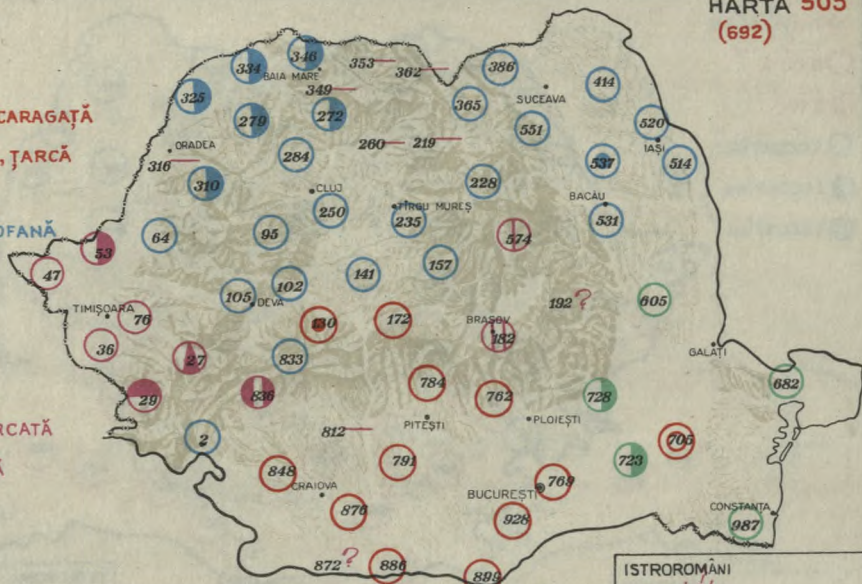 HARTA 505
(692)
CARAGAȚĂ
, ȚARCĂ
OFANĂ
RCATĂ
Ă
346
334
BAIA MARE
353
362
386
325
349
414
SUCEAVA
279
272
365
551
520
IAȘI
ORADEA
316
284
260
219
537
514
310
CLUJ
228
BACĂU
250
TÎRGU MUREȘ
235
531
64
95
574
53
47
141
157
102
105
DEVA
192 ?
605
TIMIȘOARA
76
130
172
BRAȘOV
182
36
27
833
GALAȚI
29
836
784
762
728
682
PITEȘTI
PLOIEȘTI
2
812
705
848
791
723
CRAIOVA
769
BUCUREȘTI
876
928
CONSTANȚA
987
872 ?
886
899
ISTROROMÂNI